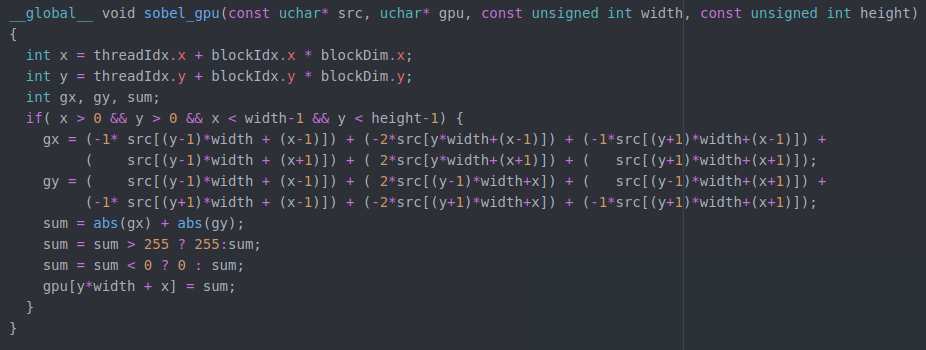 __global__ void sobel_gpu(const uchar* src, uchar* gpu, const unsigned int width, const unsigned int height)
{
  int x = threadIdx.x + blockIdx.x * blockDim.x;
  int y = threadIdx.y + blockIdx.y * blockDim.y;
  int gx, gy, sum;
  if( x > 0 && y > 0 && x < width-1 && y < height-1) {
    gx = (-1* src[(y-1)*width + (x-1)]) + (-2*src[y*width+(x-1)]) + (-1*src[(y+1)*width+(x-1)]) +
         (    src[(y-1)*width + (x+1)]) + ( 2*src[y*width+(x+1)]) + (   src[(y+1)*width+(x+1)]);
    gy = (    src[(y-1)*width + (x-1)]) + ( 2*src[(y-1)*width+x]) + (   src[(y-1)*width+(x+1)]) +
         (-1* src[(y+1)*width + (x-1)]) + (-2*src[(y+1)*width+x]) + (-1*src[(y+1)*width+(x+1)]);
    sum = abs(gx) + abs(gy);
    sum = sum > 255 ? 255:sum;
    sum = sum < 0 ? 0 : sum;
    gpu[y*width + x] = sum;
  }
}